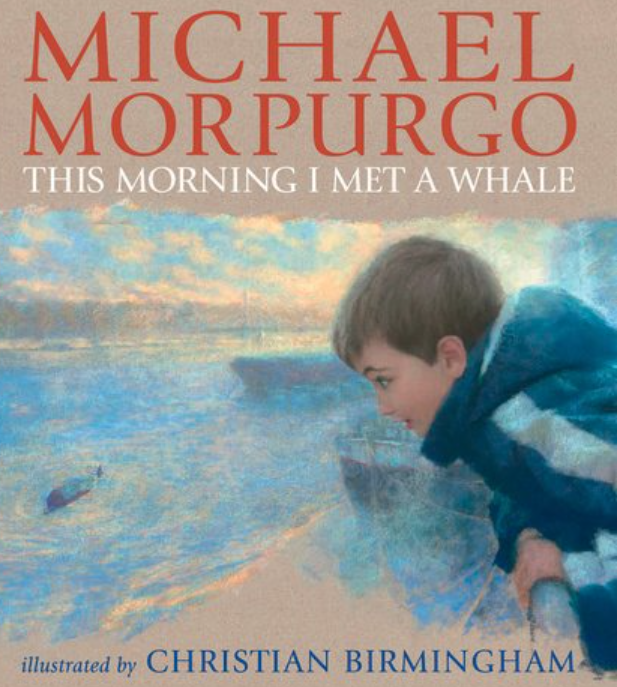 MICHAEL
MORPURGO
THIS MORNING I MET A WHALE
illustrated by CHRISTIAN BIRMINGHAM